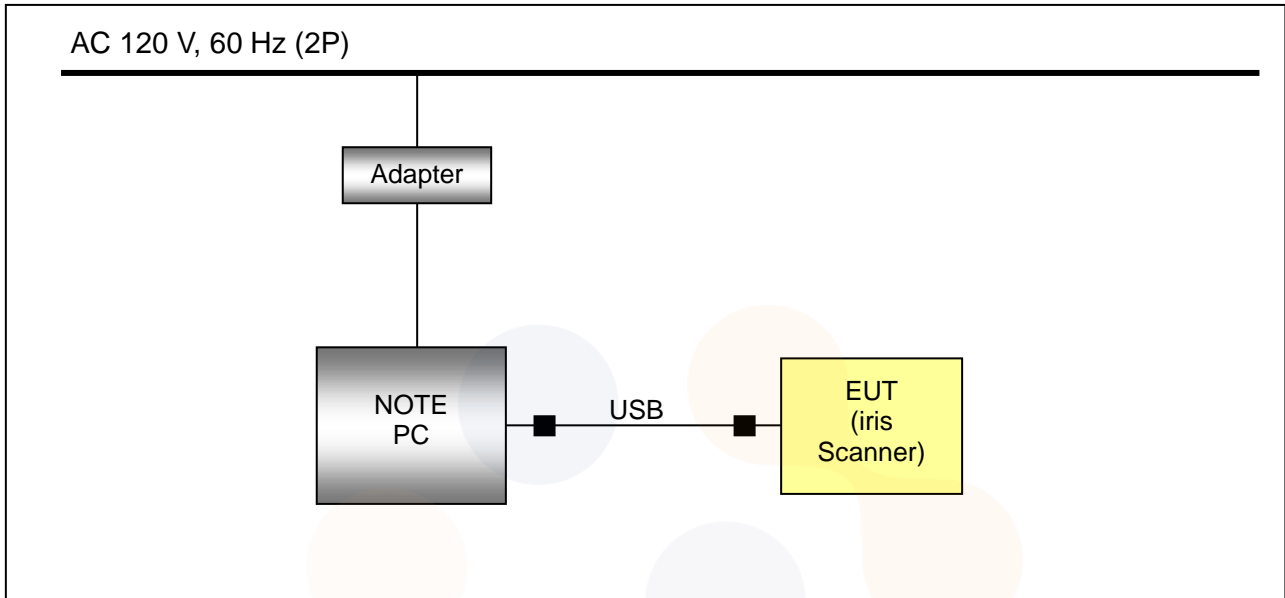 AC 120 V, 60 Hz (2P)
Adapter
NOTE
PC
USB
EUT
(iris
Scanner)